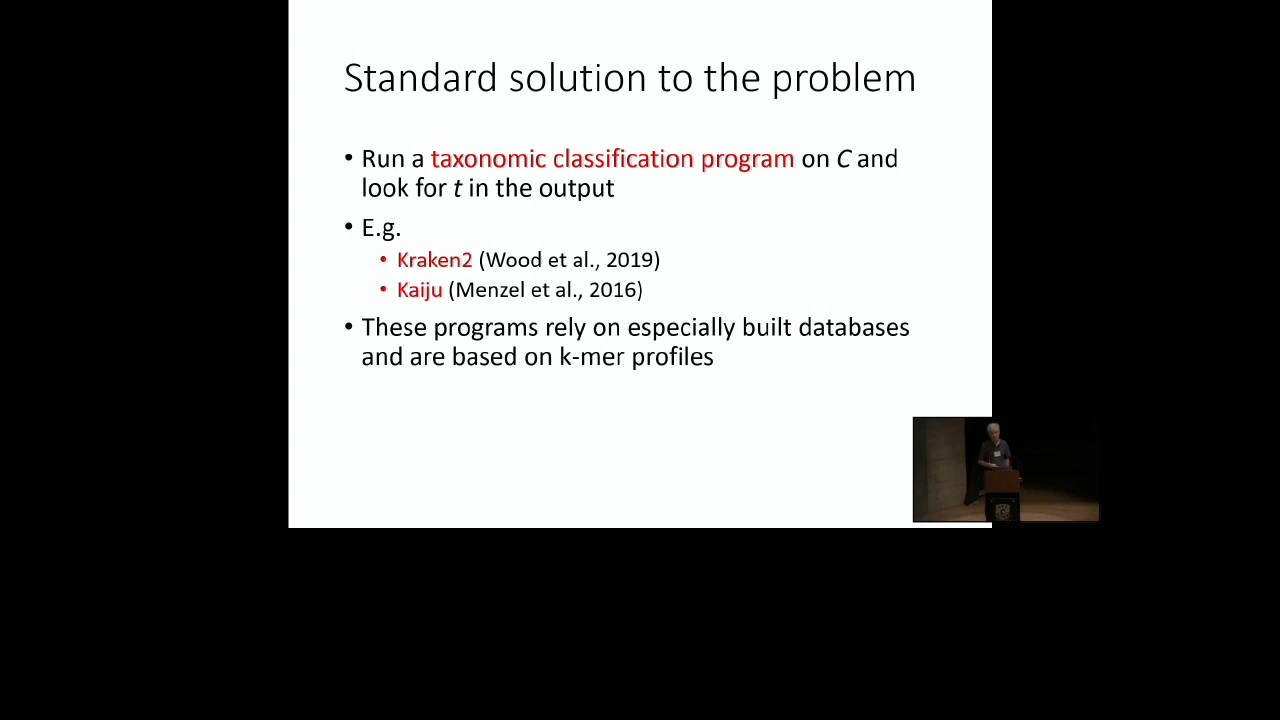 Standard solution to the problem
• Run a taxonomic classification program on C and
look for t in the output
• E.g.
• Kraken2 (Wood et al., 2019)
• Kaiju (Menzel et al., 2016)
• These programs rely on especially built databases
and are based on k-mer profiles